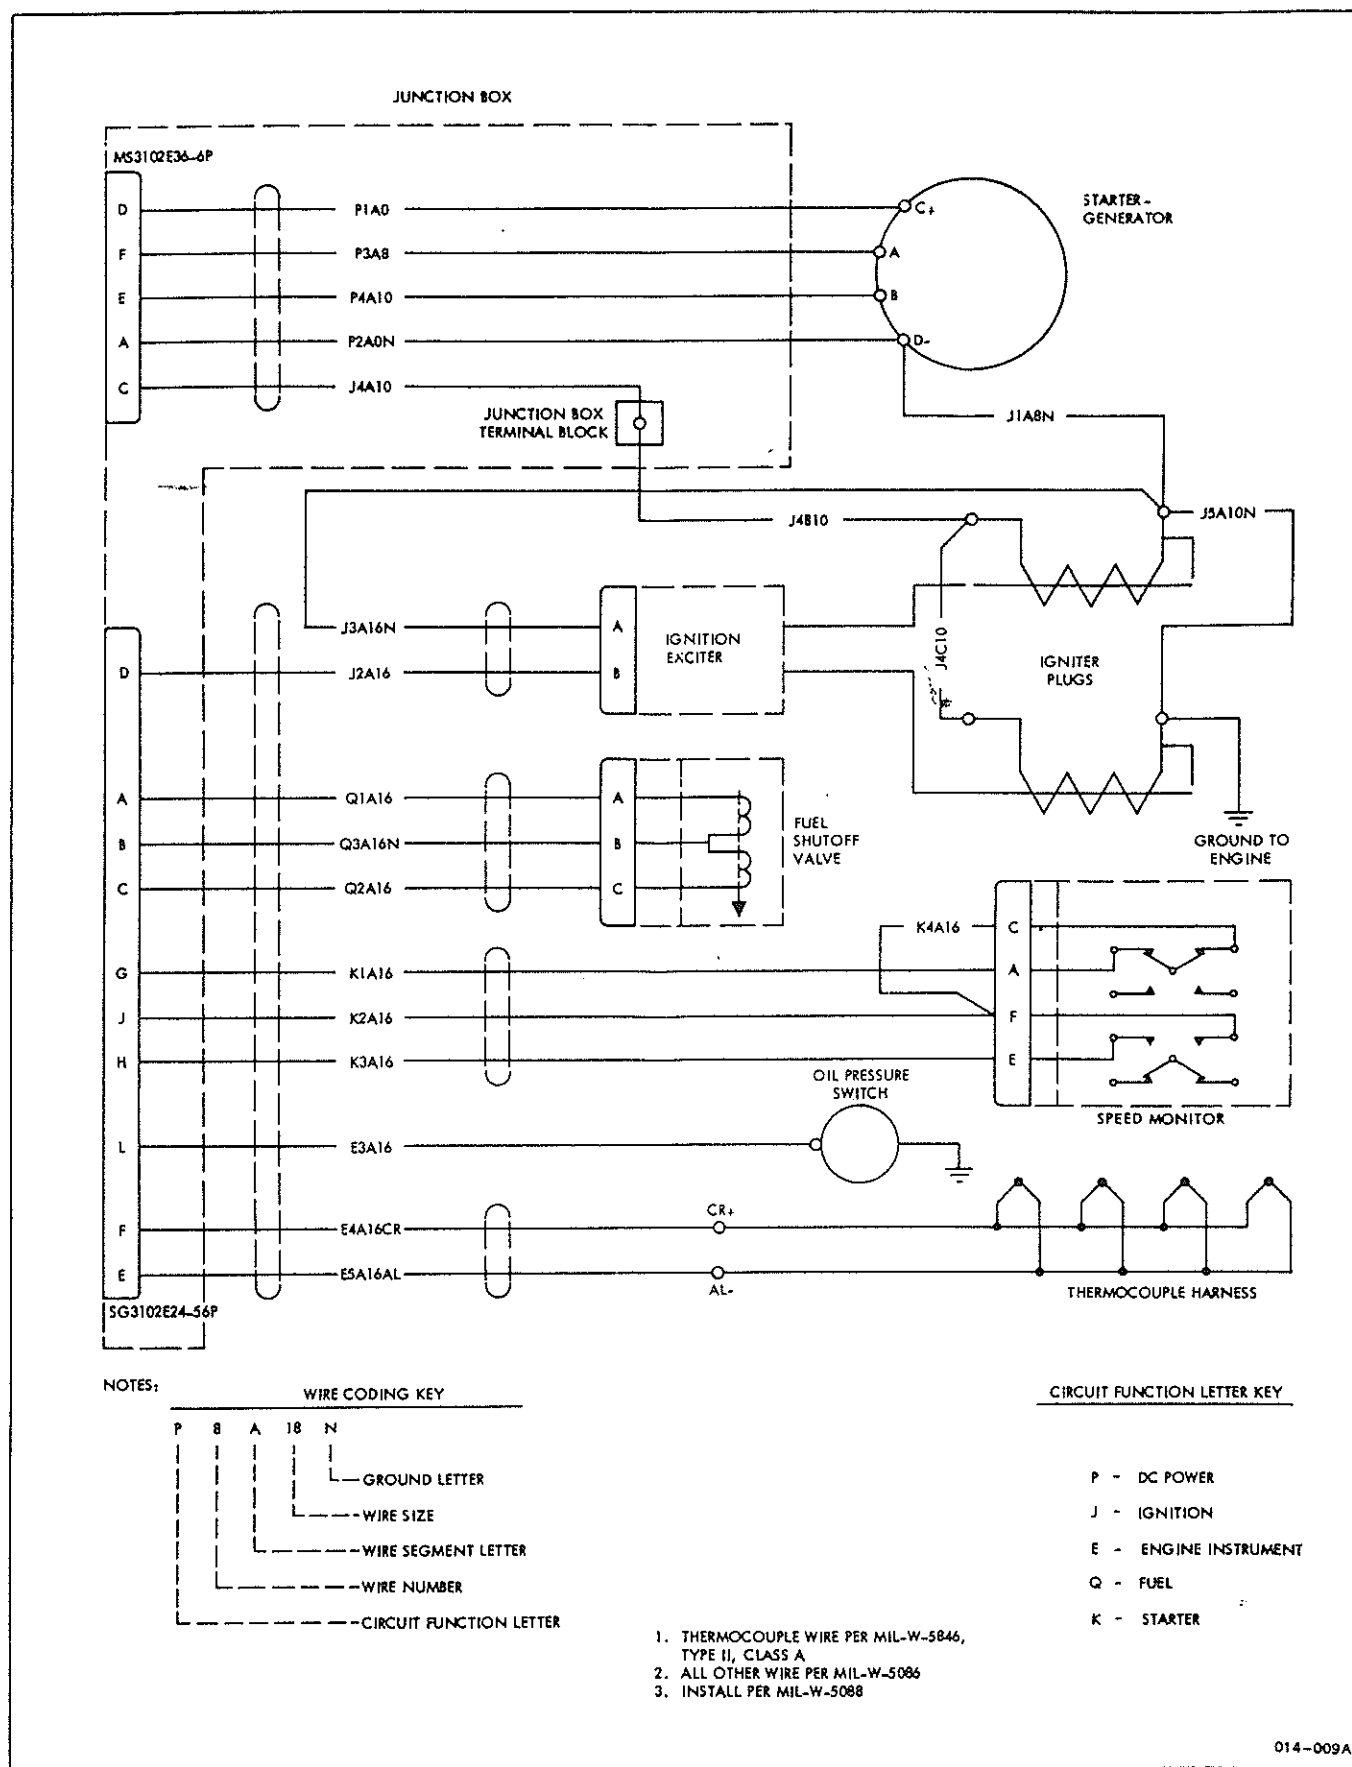 JUNCTION BOX
MS3102E36-6P
D
P1A0
C+
STARTER-
GENERATOR
F
P3A8
A
E
P4A10
B
A
P2A0N
D-
C
J4A10
JUNCTION BOX
TERMINAL BLOCK
J1A8N
J4B10
J5A10N
J3A16N
A
IGNITION
EXCITER
J4C10
IGNITER
PLUGS
D
J2A16
B
A
Q1A16
A
FUEL
SHUTOFF
VALVE
B
Q3A16N
B
C
Q2A16
C
GROUND TO
ENGINE
K4A16
C
G
K1A16
A
J
K2A16
F
H
K3A16
E
OIL PRESSURE
SWITCH
SPEED MONITOR
L
E3A16
F
E4A16CR
CR+
E
E5A16AL
AL-
THERMOCOUPLE HARNESS
SG3102E24-56P
NOTES:
WIRE CODING KEY
P 8 A 18 N
GROUND LETTER
WIRE SIZE
WIRE SEGMENT LETTER
WIRE NUMBER
CIRCUIT FUNCTION LETTER
CIRCUIT FUNCTION LETTER KEY
P - DC POWER
J - IGNITION
E - ENGINE INSTRUMENT
Q - FUEL
K - STARTER
1. THERMOCOUPLE WIRE PER MIL-W-5846,
TYPE II, CLASS A
2. ALL OTHER WIRE PER MIL-W-5086
3. INSTALL PER MIL-W-5088
014-009A